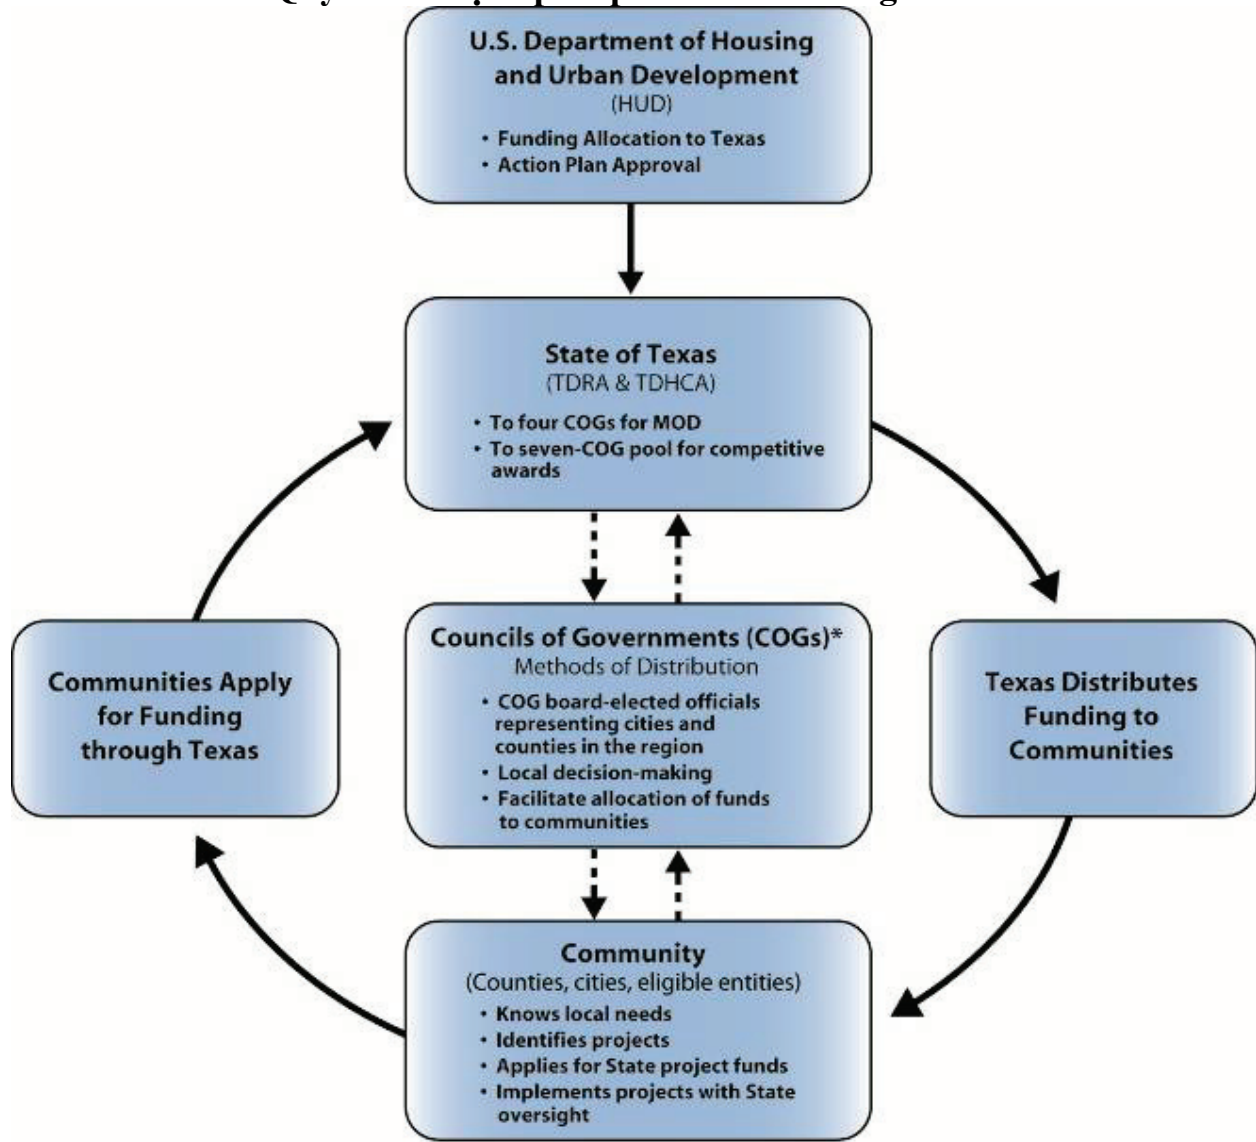 U.S. Department of Housing
and Urban Development
(HUD)
• Funding Allocation to Texas
• Action Plan Approval
State of Texas
(TDRA & TDHCA)
• To four COGs for MOD
• To seven-COG pool for competitive
awards
Councils of Governments (COGs)*
Methods of Distribution
• COG board-elected officials
representing cities and
counties in the region
• Local decision-making
• Facilitate allocation of funds
to communities
Communities Apply
for Funding
through Texas
Texas Distributes
Funding to
Communities
Community
(Counties, cities, eligible entities)
• Knows local needs
• Identifies projects
• Applies for State project funds
• Implements projects with State
oversight